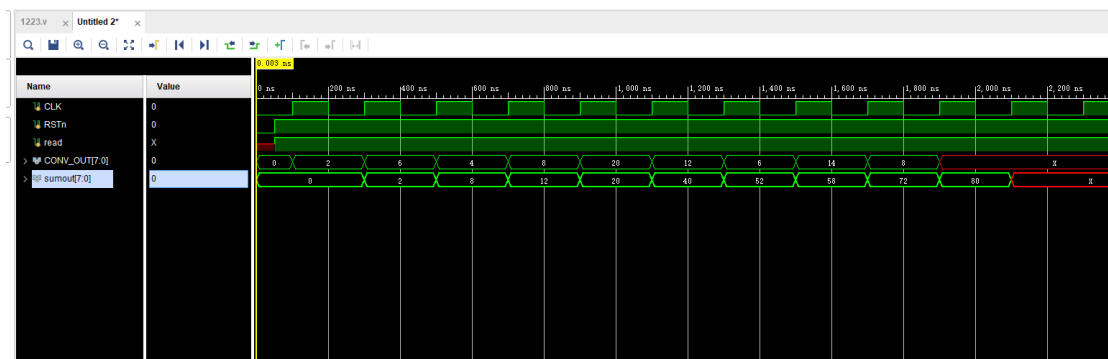 1223.v × Untitled 2* ×
0.003 ns
Name Value
0 ns 200 ns 400 ns 600 ns 800 ns 1,000 ns 1,200 ns 1,400 ns 1,600 ns 1,800 ns 2,000 ns 2,200 ns
CLK 0
RSTn 0
read X
CONV_OUT[7:0] 0 0 2 6 4 8 20 12 6 14 8 X
sumout[7:0] 0 0 2 8 12 20 40 52 58 72 80 X